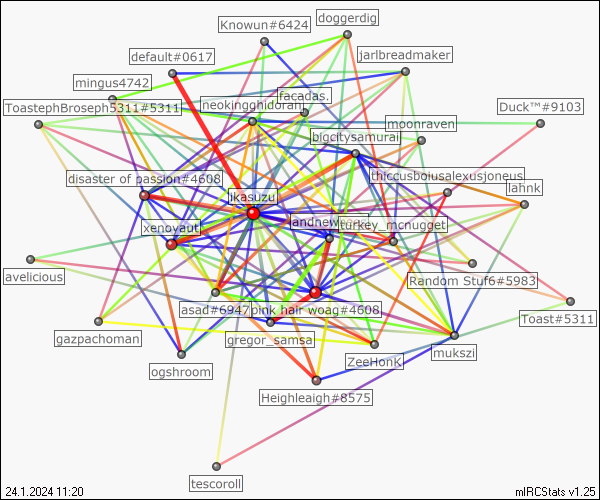 doggerdig
Knowun#6424
default#0617
jarlbreadmaker
mingus4742
facadas.
ToastephBroseph5311#5311
neokingghidorah
Duck™#9103
moonraven
bigcitysamurai
thiccusboiusalexusjoneus
disaster of passion#4608
lahnk
ikasuzu
turkey_mcnugget
xenoyaut
avelicious
Random Stuf6#5983
asad#6947
pink hair woag#4608
Toast#5311
gazpachoman
gregor_samsa
mukszi
ZeeHonK
ogshroom
Heighleaigh#8575
tescoroll
24.1.2024 11:20
mIRCStats v1.25